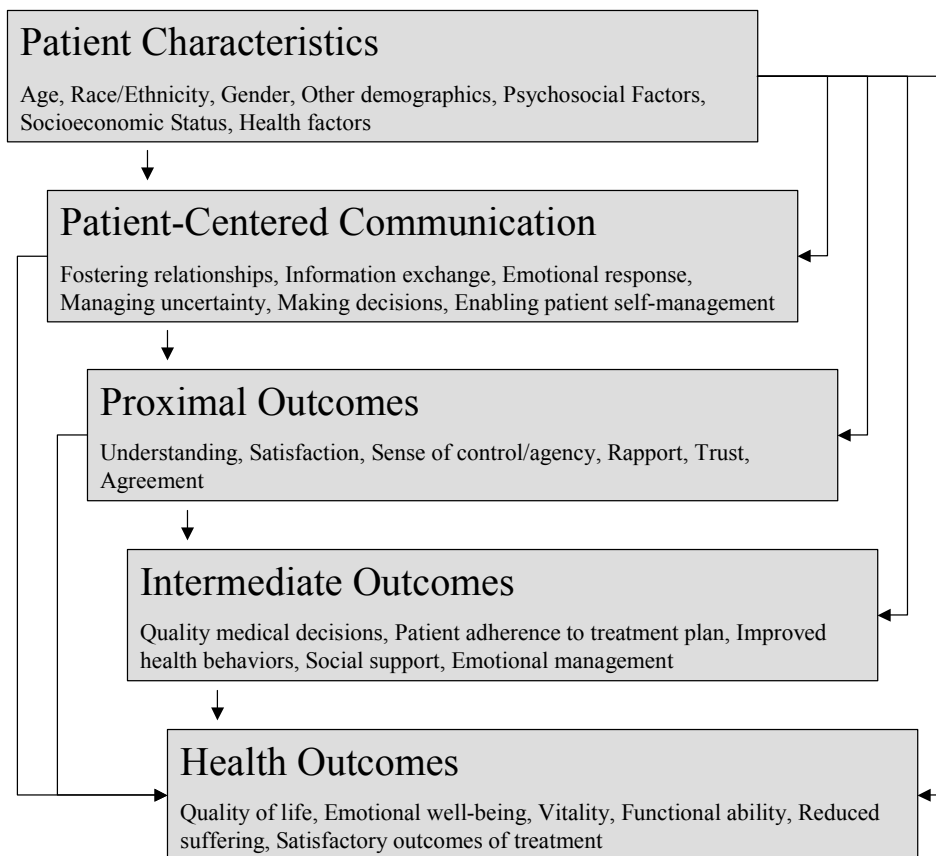 Patient Characteristics
Age, Race/Ethnicity, Gender, Other demographics, Psychosocial Factors,
Socioeconomic Status, Health factors
Patient-Centered Communication
Fostering relationships, Information exchange, Emotional response,
Managing uncertainty, Making decisions, Enabling patient self-management
Proximal Outcomes
Understanding, Satisfaction, Sense of control/agency, Rapport, Trust,
Agreement
Intermediate Outcomes
Quality medical decisions, Patient adherence to treatment plan, Improved
health behaviors, Social support, Emotional management
Health Outcomes
Quality of life, Emotional well-being, Vitality, Functional ability, Reduced
suffering, Satisfactory outcomes of treatment